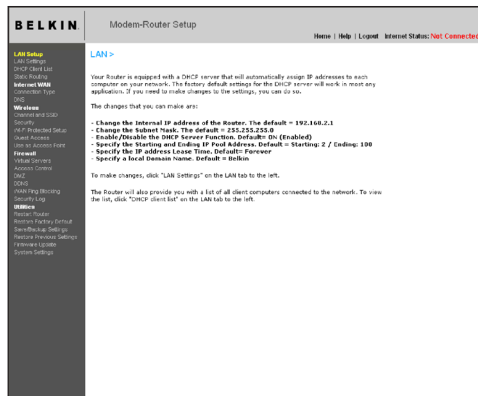 BELKIN.
Modem-Router Setup
Home | Help | Logout Internet Status: Not Connected
LAN Setup
LAN Settings
DHCP Client List
Static Routing
Internet WAN
Connection Type
DNS
Wireless
Channel and SSID
Security
Wi-Fi Protected Setup
Guest Access
Use as Access Point
Firewall
Virtual Servers
Access Control
DMZ
DDNS
WAN Ping Blocking
Security Log
Utilities
Restart Router
Restore Factory Default
Save/Backup Settings
Restore Previous Settings
Firmware Update
System Settings
LAN >
Your Router is equipped with a DHCP server that will automatically assign IP addresses to each
computer on your network. The factory default settings for the DHCP server will work in most any
application. If you need to make changes to the settings, you can do so.
The changes that you can make are:
- Change the Internal IP address of the Router. The default = 192.168.2.1
- Change the Subnet Mask. The default = 255.255.255.0
- Enable/Disable the DHCP Server Function. Default= ON (Enabled)
- Specify the Starting and Ending IP Pool Address. Default = Starting: 2 / Ending: 100
- Specify the IP address Lease Time. Default= Forever
- Specify a local Domain Name. Default = Belkin
To make changes, click "LAN Settings" on the LAN tab to the left.
The Router will also provide you with a list of all client computers connected to the network. To view
the list, click "DHCP client list" on the LAN tab to the left.